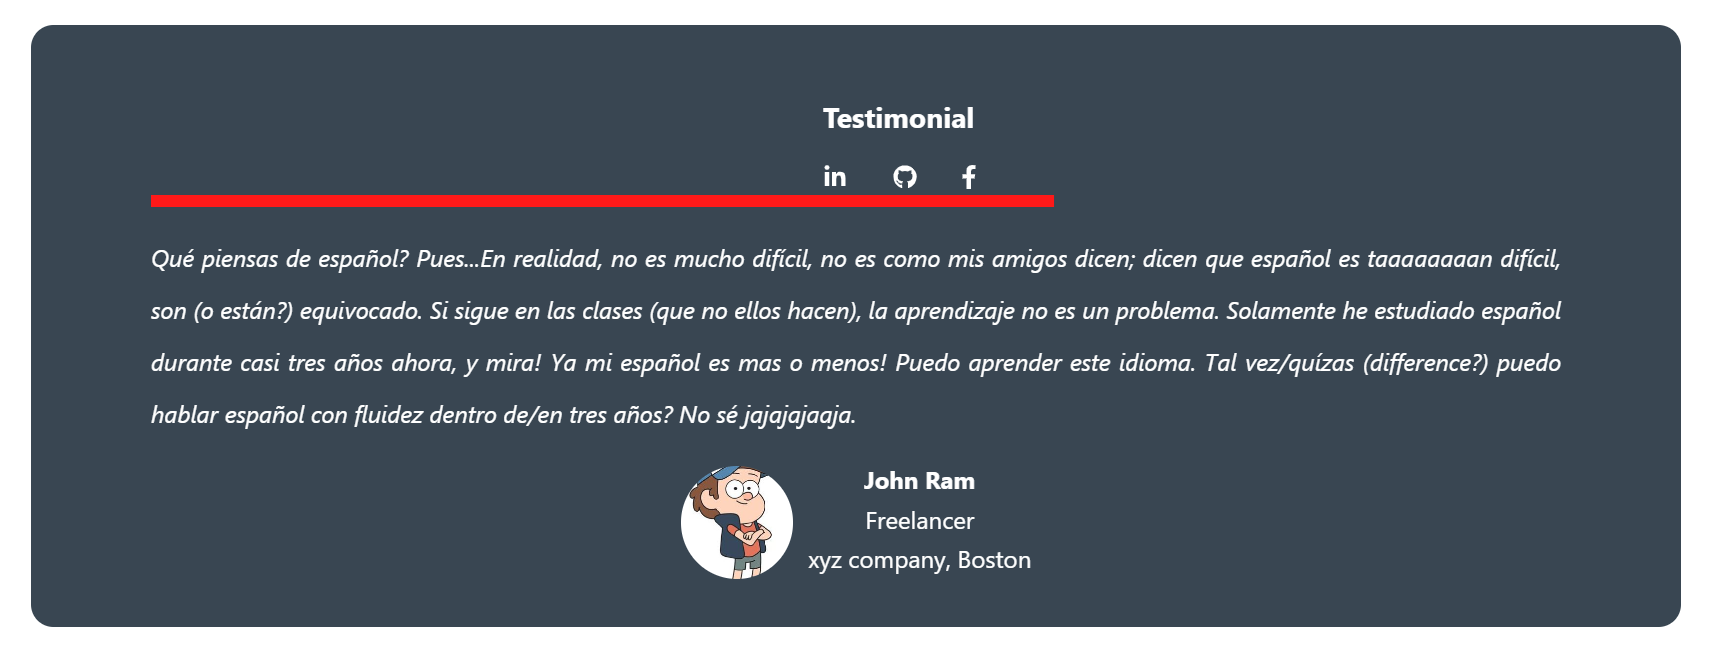 Testimonial
Qué piensas de español? Pues...En realidad, no es mucho difícil, no es como mis amigos dicen; dicen que español es taaaaaaaan difícil,
son (o están?) equivocado. Si sigue en las clases (que no ellos hacen), la aprendizaje no es un problema. Solamente he estudiado español
durante casi tres años ahora, y mira! Ya mi español es mas o menos! Puedo aprender este idioma. Tal vez/quízas (difference?) puedo
hablar español con fluidez dentro de/en tres años? No sé jajajajaaja.
John Ram
Freelancer
xyz company, Boston